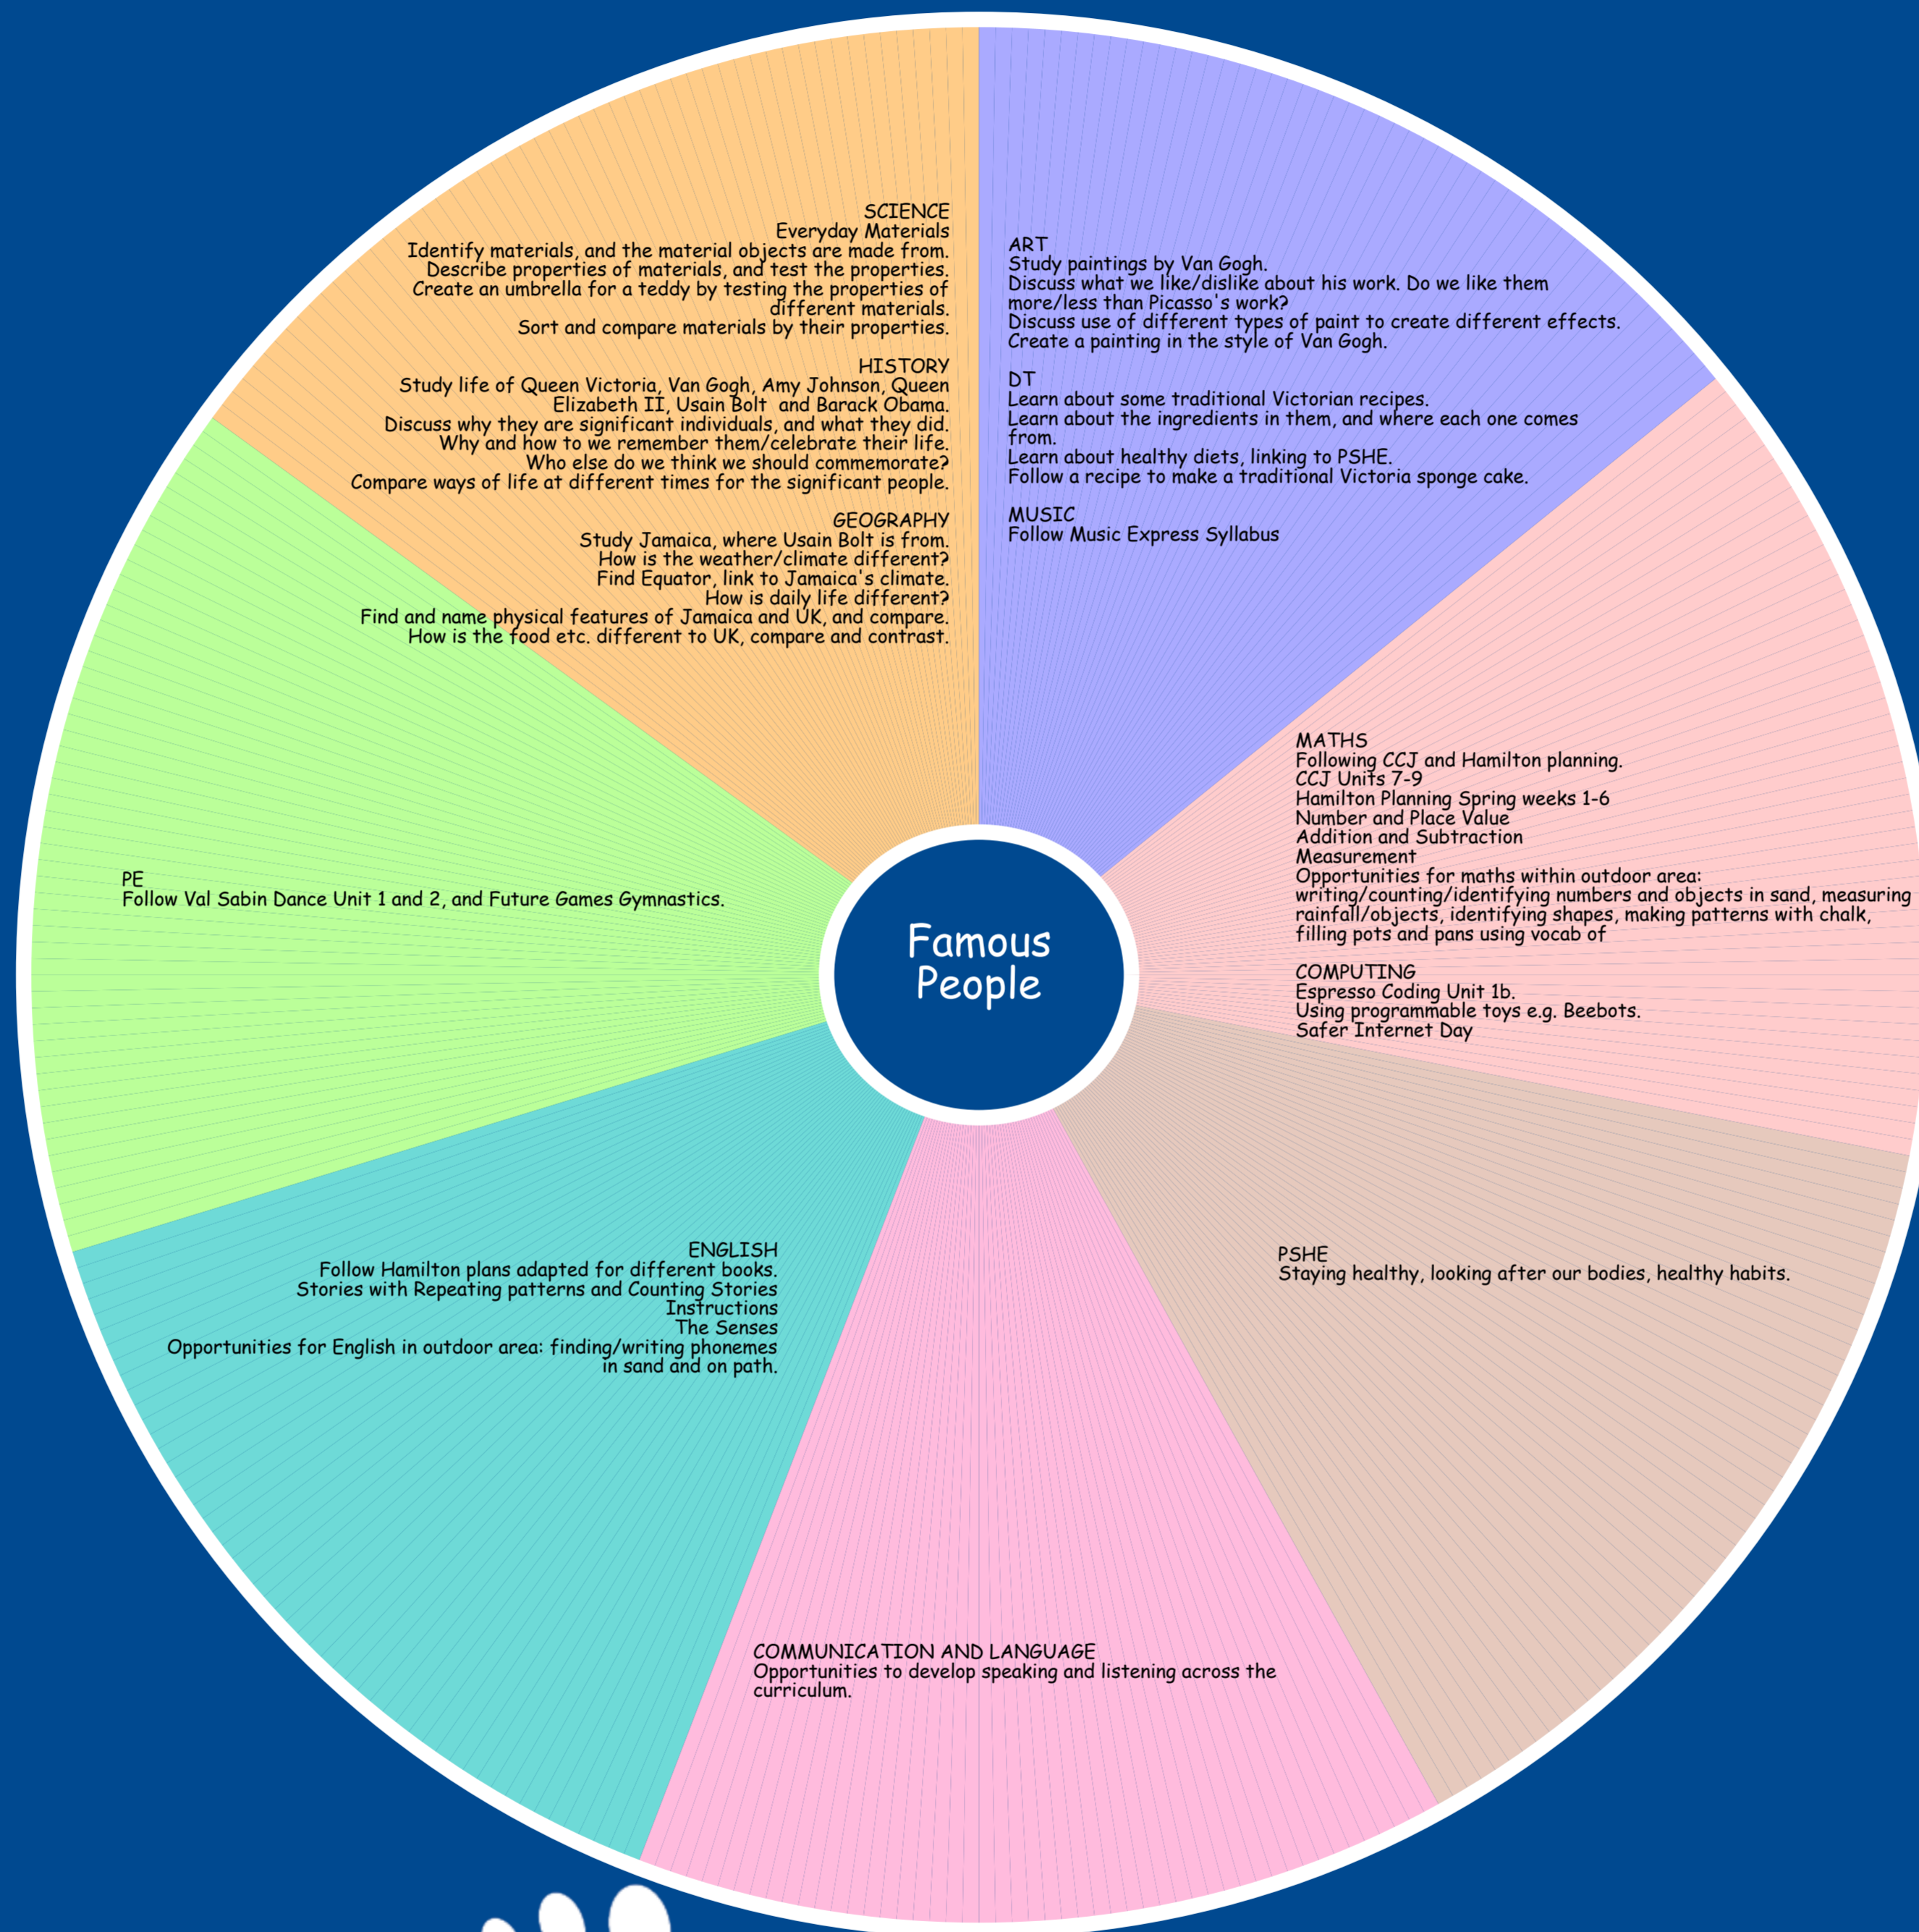 SCIENCE
Everyday Materials
Identify materials, and the material objects are made from.
Describe properties of materials, and test the properties.
Create an umbrella for a teddy by testing the properties of
different materials.
Sort and compare materials by their properties.
HISTORY
Study life of Queen Victoria, Van Gogh, Amy Johnson, Queen
Elizabeth II, Usain Bolt and Barack Obama.
Discuss why they are significant individuals, and what they did.
Why and how to we remember them/celebrate their life.
Who else do we think we should commemorate?
Compare ways of life at different times for the significant people.
GEOGRAPHY
Study Jamaica, where Usain Bolt is from.
How is the weather/climate different?
Find Equator, link to Jamaica's climate.
How is daily life different?
Find and name physical features of Jamaica and UK, and compare.
How is the food etc. different to UK, compare and contrast.
ART
Study paintings by Van Gogh.
Discuss what we like/dislike about his work. Do we like them
more/less than Picasso's work?
Discuss use of different types of paint to create different effects.
Create a painting in the style of Van Gogh.
DT
Learn about some traditional Victorian recipes.
Learn about the ingredients in them, and where each one comes
from.
Learn about healthy diets, linking to PSHE.
Follow a recipe to make a traditional Victoria sponge cake.
MUSIC
Follow Music Express Syllabus
MATHS
Following CCJ and Hamilton planning.
CCJ Units 7-9
Hamilton Planning Spring weeks 1-6
Number and Place Value
Addition and Subtraction
Measurement
Opportunities for maths within outdoor area:
writing/counting/identifying numbers and objects in sand, measuring
rainfall/objects, identifying shapes, making patterns with chalk,
filling pots and pans using vocab of
COMPUTING
Espresso Coding Unit 1b.
Using programmable toys e.g. Beebots.
Safer Internet Day
PE
Follow Val Sabin Dance Unit 1 and 2, and Future Games Gymnastics.
Famous
People
ENGLISH
Follow Hamilton plans adapted for different books.
Stories with Repeating patterns and Counting Stories
Instructions
The Senses
Opportunities for English in outdoor area: finding/writing phonemes
in sand and on path.
PSHE
Staying healthy, looking after our bodies, healthy habits.
COMMUNICATION AND LANGUAGE
Opportunities to develop speaking and listening across the
curriculum.